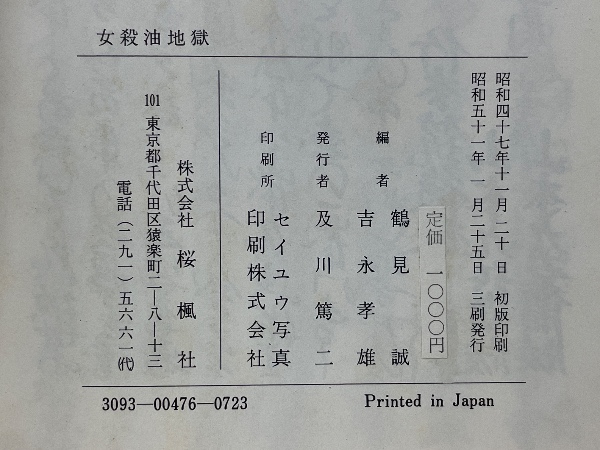 女殺油地獄
昭和四十七年十一月二十日 初版印刷
昭和五十一年一月二十五日 三刷発行
定価 一〇〇〇円
編者 鶴見誠
吉永孝雄
発行者 及川篤二
印刷所 セイユウ写真
印刷株式会社
株式会社 桜楓社
101 東京都千代田区猿楽町二―八―十三
電話(二九一)五六六一(代)
3093―00476―0723
Printed in Japan